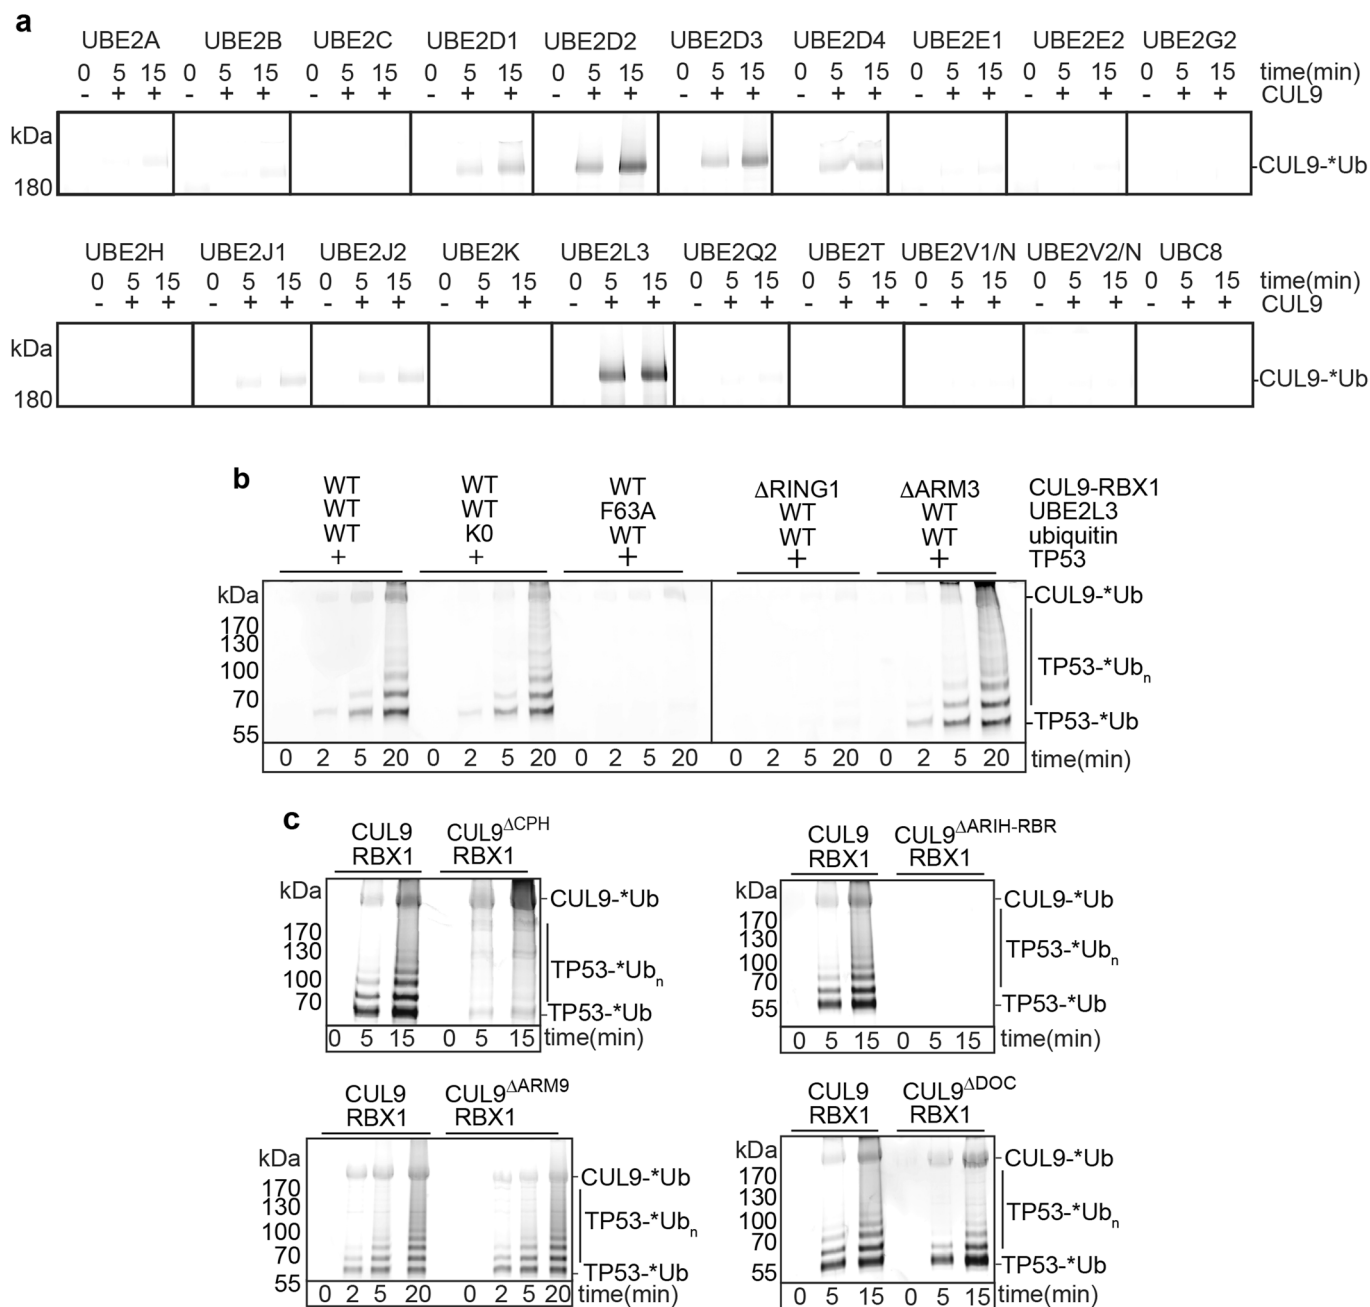 a
UBE2A UBE2B UBE2C UBE2D1 UBE2D2 UBE2D3 UBE2D4 UBE2E1 UBE2E2 UBE2G2
0 5 15 0 5 15 0 5 15 0 5 15 0 5 15 0 5 15 0 5 15 0 5 15 0 5 15 0 5 15 time(min)
- + + - + + - + + - + + - + + - + + - + + - + + - + + - + + CUL9
kDa
CUL9-*Ub
180
UBE2H UBE2J1 UBE2J2 UBE2K UBE2L3 UBE2Q2 UBE2T UBE2V1/N UBE2V2/N UBC8
0 5 15 0 5 15 0 5 15 0 5 15 0 5 15 0 5 15 0 5 15 0 5 15 0 5 15 0 5 15 time(min)
- + + - + + - + + - + + - + + - + + - + + - + + - + + - + + CUL9
kDa
CUL9-*Ub
180
b
WT WT WT ΔRING1 ΔARM3 CUL9-RBX1
WT WT F63A WT WT UBE2L3
WT K0 WT WT WT ubiquitin
+ + + + + TP53
kDa CUL9-*Ub
170
130
100 TP53-*Ubn
70
TP53-*Ub
55
0 2 5 20 0 2 5 20 0 2 5 20 0 2 5 20 0 2 5 20 time(min)
c
CUL9 CUL9ΔCPH
RBX1 RBX1
kDa CUL9-*Ub
170
130
TP53-*Ubn
100
70
TP53-*Ub
0 5 15 0 5 15 time(min)
CUL9 CUL9ΔARIH-RBR
RBX1 RBX1
kDa CUL9-*Ub
170
130
TP53-*Ubn
100
70
55 TP53-*Ub
0 5 15 0 5 15 time(min)
CUL9 CUL9ΔARM9
RBX1 RBX1
kDa
CUL9-*Ub
170
130
TP53-*Ubn
100
70
TP53-*Ub
55
0 2 5 20 0 2 5 20 time(min)
CUL9 CUL9ΔDOC
RBX1 RBX1
kDa CUL9-*Ub
170
130
TP53-*Ubn
100
70
TP53-*Ub
55
0 5 15 0 5 15 time(min)